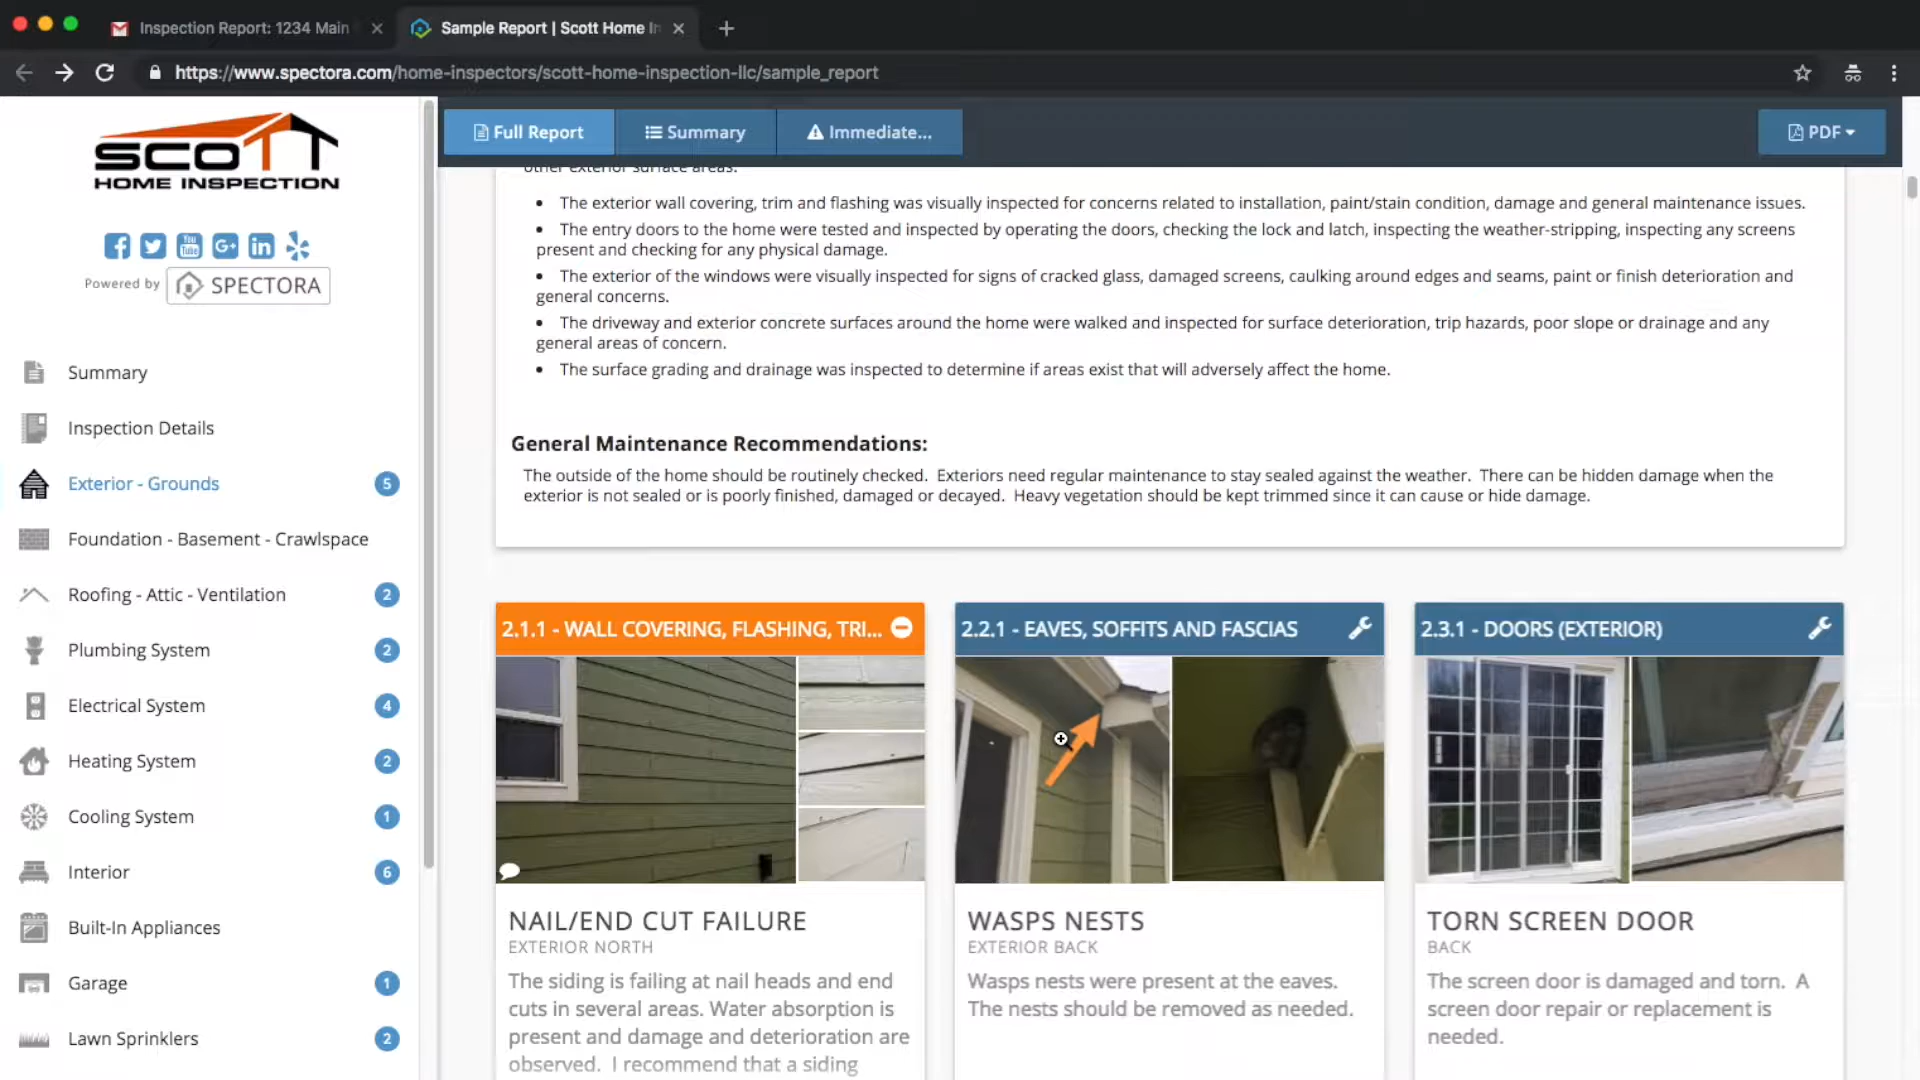 Inspection Report: 1234 Main
Sample Report | Scott Home In
https://www.spectora.com/home-inspectors/scott-home-inspection-llc/sample_report
SCOTT
HOME INSPECTION
Powered by SPECTORA
Summary
Inspection Details
Exterior - Grounds 5
Foundation - Basement - Crawlspace
Roofing - Attic - Ventilation 2
Plumbing System 2
Electrical System 4
Heating System 2
Cooling System 1
Interior 6
Built-In Appliances
Garage 1
Lawn Sprinklers 2
Full Report
Summary
Immediate...
PDF
other exterior surface areas.
• The exterior wall covering, trim and flashing was visually inspected for concerns related to installation, paint/stain condition, damage and general maintenance issues.
• The entry doors to the home were tested and inspected by operating the doors, checking the lock and latch, inspecting the weather-stripping, inspecting any screens
present and checking for any physical damage.
• The exterior of the windows were visually inspected for signs of cracked glass, damaged screens, caulking around edges and seams, paint or finish deterioration and
general concerns.
• The driveway and exterior concrete surfaces around the home were walked and inspected for surface deterioration, trip hazards, poor slope or drainage and any
general areas of concern.
• The surface grading and drainage was inspected to determine if areas exist that will adversely affect the home.
General Maintenance Recommendations:
The outside of the home should be routinely checked. Exteriors need regular maintenance to stay sealed against the weather. There can be hidden damage when the
exterior is not sealed or is poorly finished, damaged or decayed. Heavy vegetation should be kept trimmed since it can cause or hide damage.
2.1.1 - WALL COVERING, FLASHING, TRI...
NAIL/END CUT FAILURE
EXTERIOR NORTH
The siding is failing at nail heads and end
cuts in several areas. Water absorption is
present and damage and deterioration are
observed. I recommend that a siding
2.2.1 - EAVES, SOFFITS AND FASCIAS
WASPS NESTS
EXTERIOR BACK
Wasps nests were present at the eaves.
The nests should be removed as needed.
2.3.1 - DOORS (EXTERIOR)
TORN SCREEN DOOR
BACK
The screen door is damaged and torn. A
screen door repair or replacement is
needed.